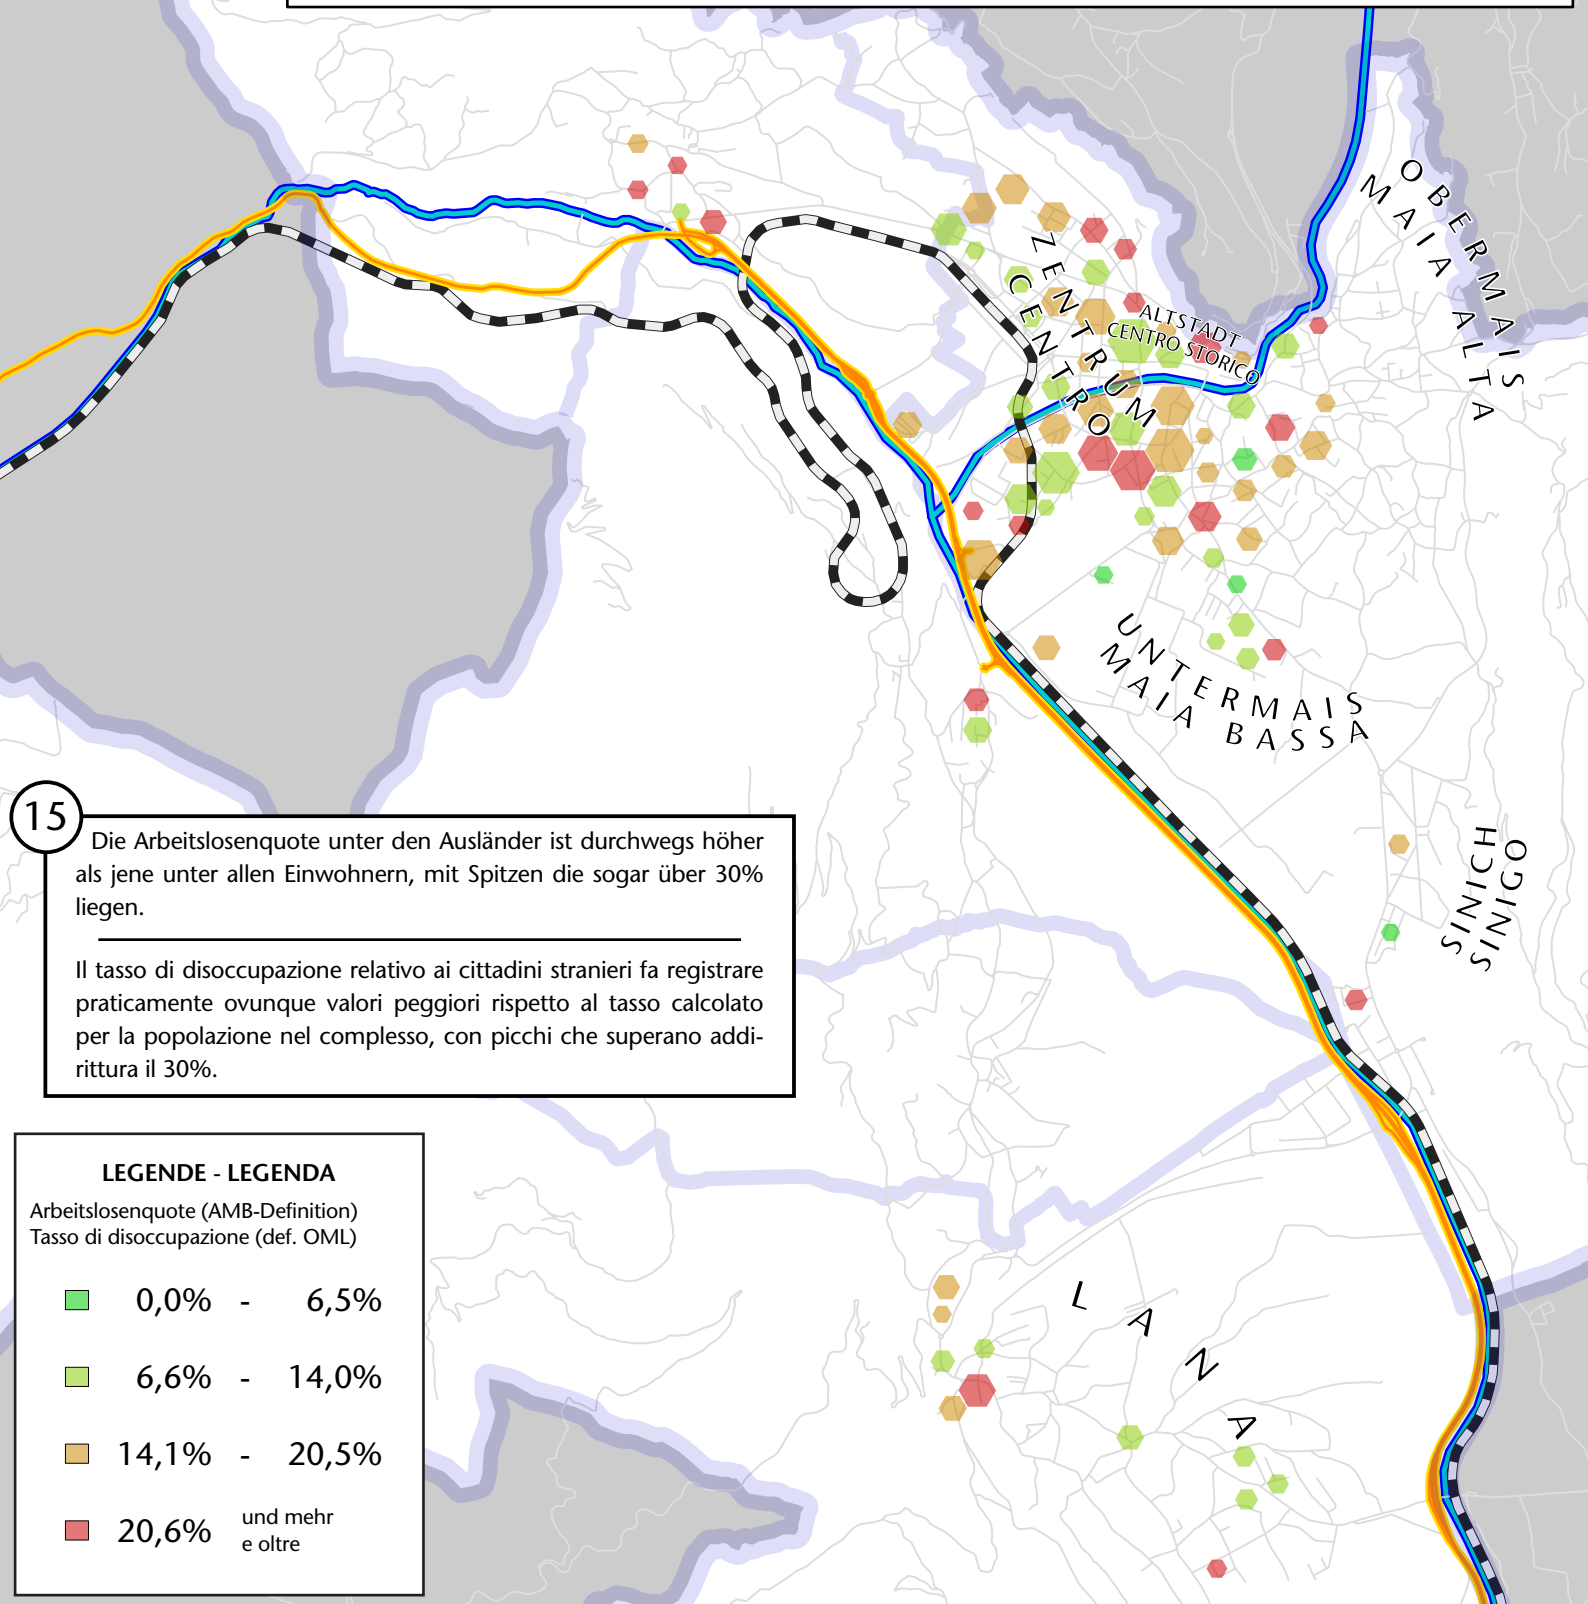 OBERMAIS
MAIA ALTA
ZENTRUM
CENTRO
ALTSTADT
CENTRO STORICO
UNTERMAIS
MAIA BASSA
SINICH
SINIGO
15
Die Arbeitslosenquote unter den Ausländer ist durchwegs höher
als jene unter allen Einwohnern, mit Spitzen die sogar über 30%
liegen.
Il tasso di disoccupazione relativo ai cittadini stranieri fa registrare
praticamente ovunque valori peggiori rispetto al tasso calcolato
per la popolazione nel complesso, con picchi che superano addi-
rittura il 30%.
LEGENDE - LEGENDA
Arbeitslosenquote (AMB-Definition)
Tasso di disoccupazione (def. OML)
0,0% - 6,5%
6,6% - 14,0%
14,1% - 20,5%
20,6% und mehr
e oltre
LANA